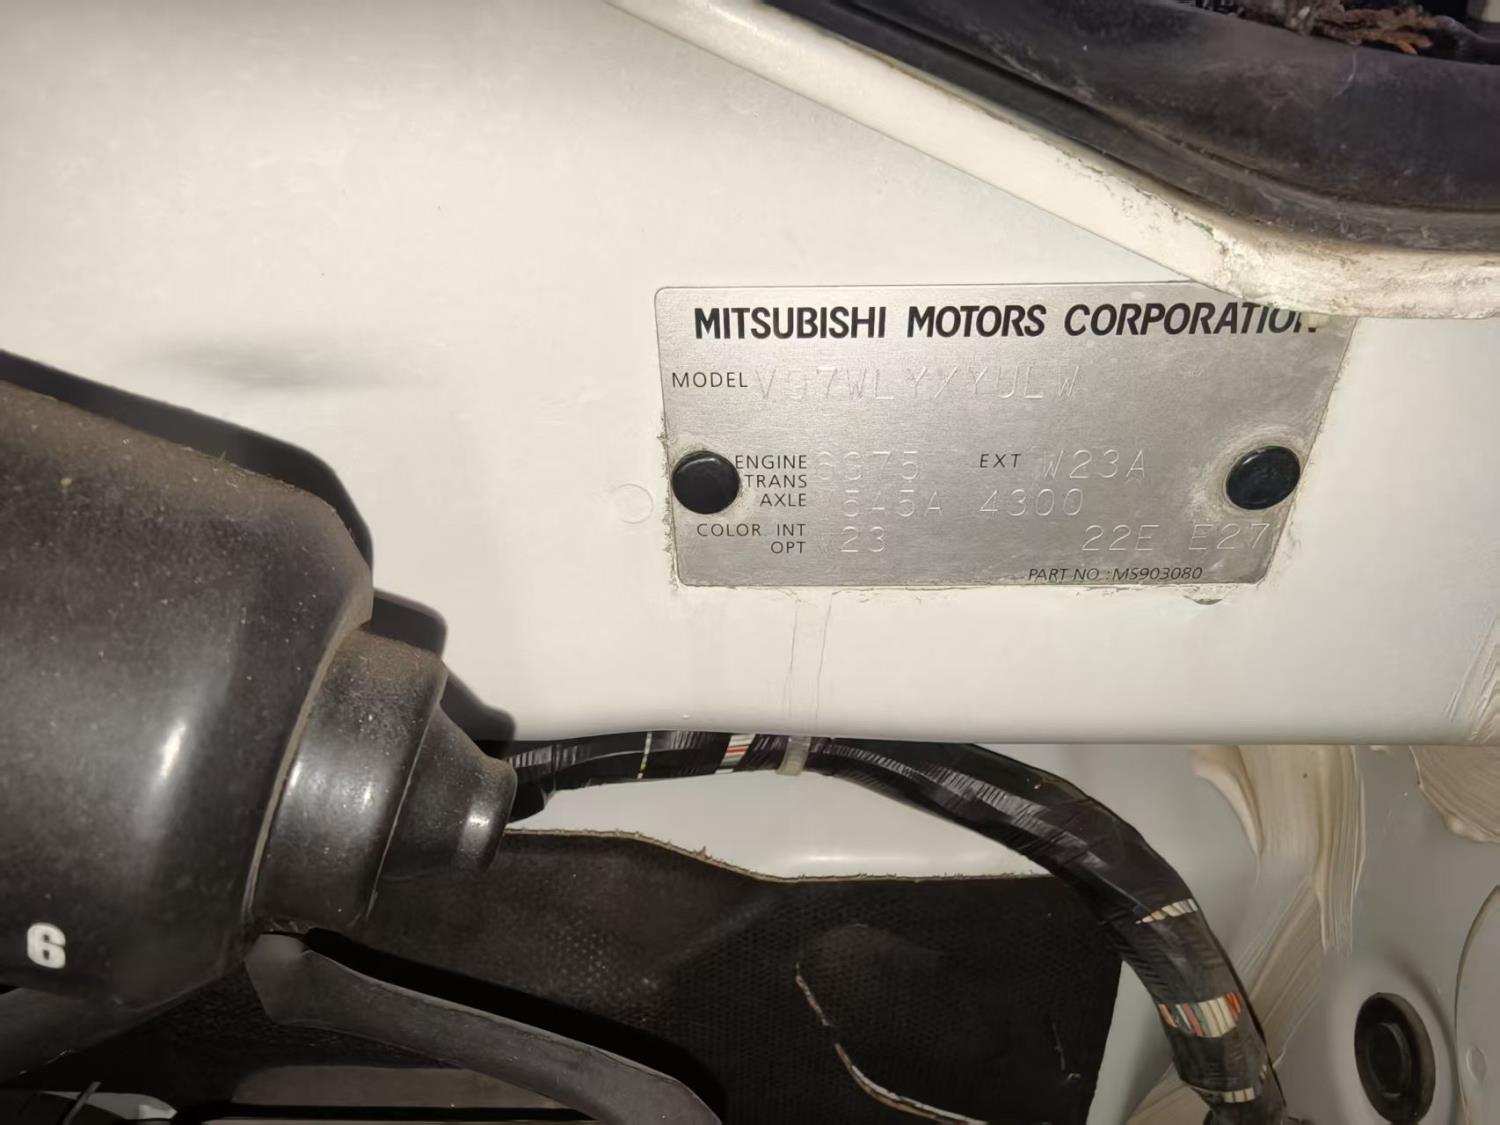 MITSUBISHI MOTORS CORPORATION
MODEL V97WLYXYULW
ENGINE 6G75 EXT W23A
TRANS
AXLE V5A5A 4300
COLOR INT
OPT 23 22E E27
PART NO.:MS903080
6